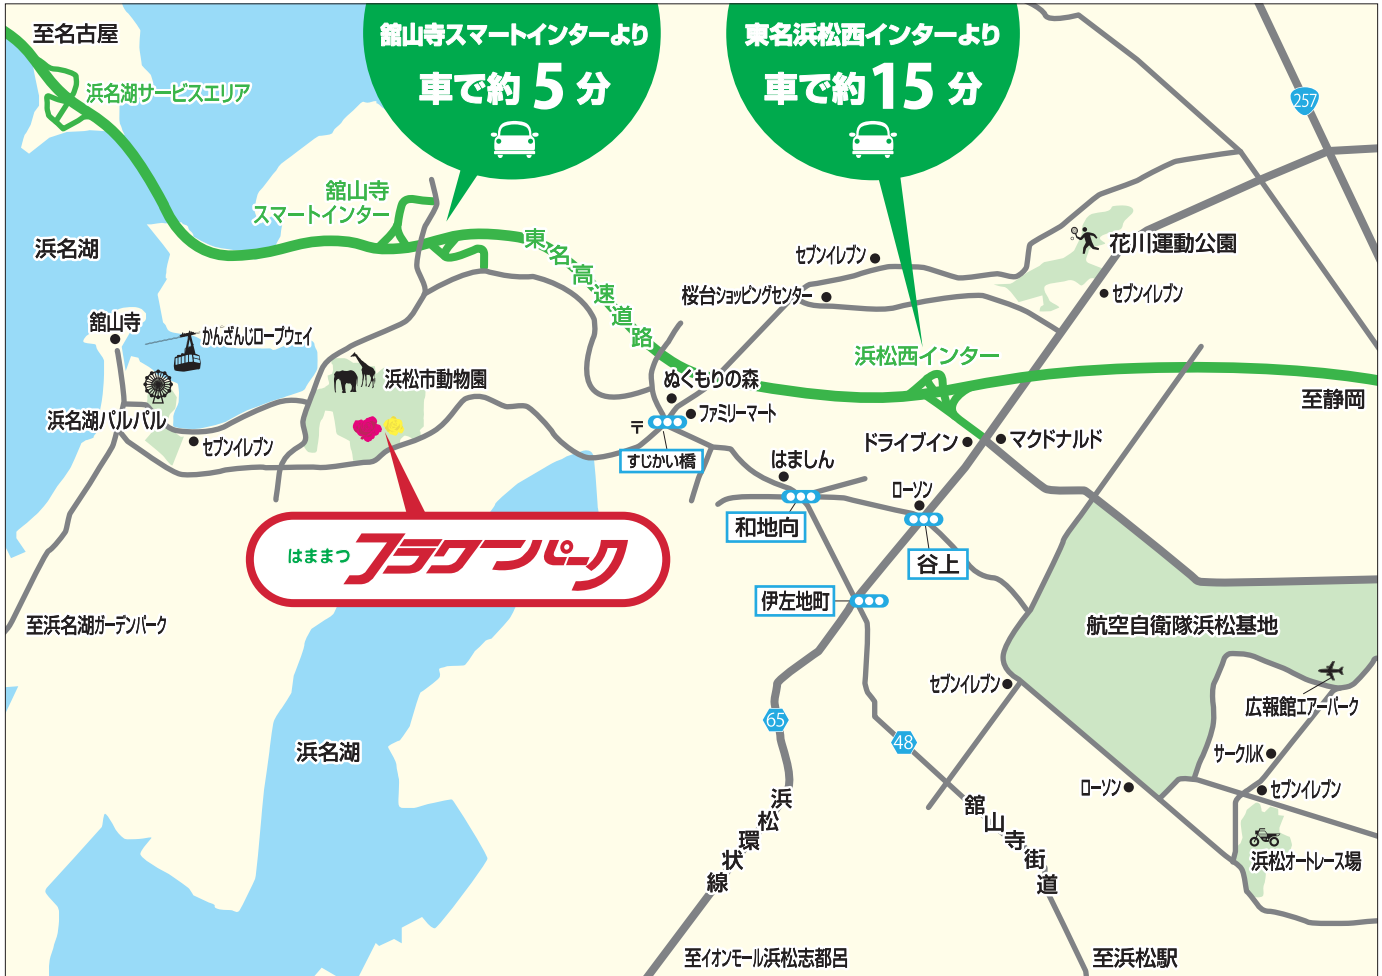 至名古屋
浜名湖サービスエリア
舘山寺スマートインターより
車で約5分
東名浜松西インターより
車で約15分
257
舘山寺
スマートインター
浜名湖
東名高速道路
花川運動公園
セブンイレブン
桜台ショッピングセンター
セブンイレブン
舘山寺
かんざんじロープウェイ
浜松市動物園
浜松西インター
ぬくもりの森
ファミリーマート
〒
すじかい橋
至静岡
浜名湖パルパル
セブンイレブン
ドライブイン
マクドナルド
はましん
ローソン
和地向
谷上
はままつ
フラワーパーク
伊左地町
至浜名湖ガーデンパーク
航空自衛隊浜松基地
セブンイレブン
広報館エアーパーク
65
48
浜名湖
サークルK
ローソン
セブンイレブン
浜松環状線
舘山寺街道
浜松オートレース場
至イオンモール浜松志都呂
至浜松駅